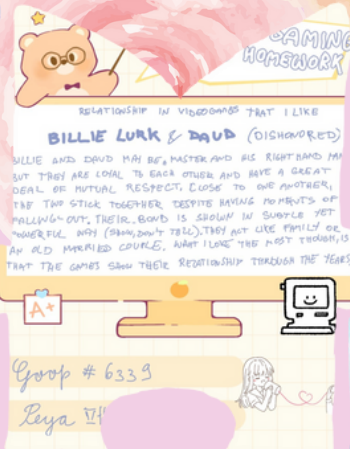 GAMING
HOMEWORK
RELATIONSHIP IN VIDEOGAMES THAT I LIKE
BILLIE LURK & DAUD (DISHONORED)
BILLIE AND DAUD MAY BE, MASTER AND HIS RIGHT HAND MAN
BUT THEY ARE LOYAL TO EACH OTHER AND HAVE A GREAT
DEAL OF MUTUAL RESPECT. CLOSE TO ONE ANOTHER,
THE TWO STICK TOGETHER DESPITE HAVING MOMENTS OF
FALLING-OUT. THEIR BOND IS SHOWN IN SUBTLE YET
POWERFUL WAY (SHOW, DON'T TELL). THEY ACT LIKE FAMILY OR
AN OLD MARRIED COUPLE. WHAT I LOVE THE MOST THOUGH, IS
THAT THE GAMES SHOW THEIR RELATIONSHIP THROUGH THE YEARS
A+
Goop # 6339
Reya